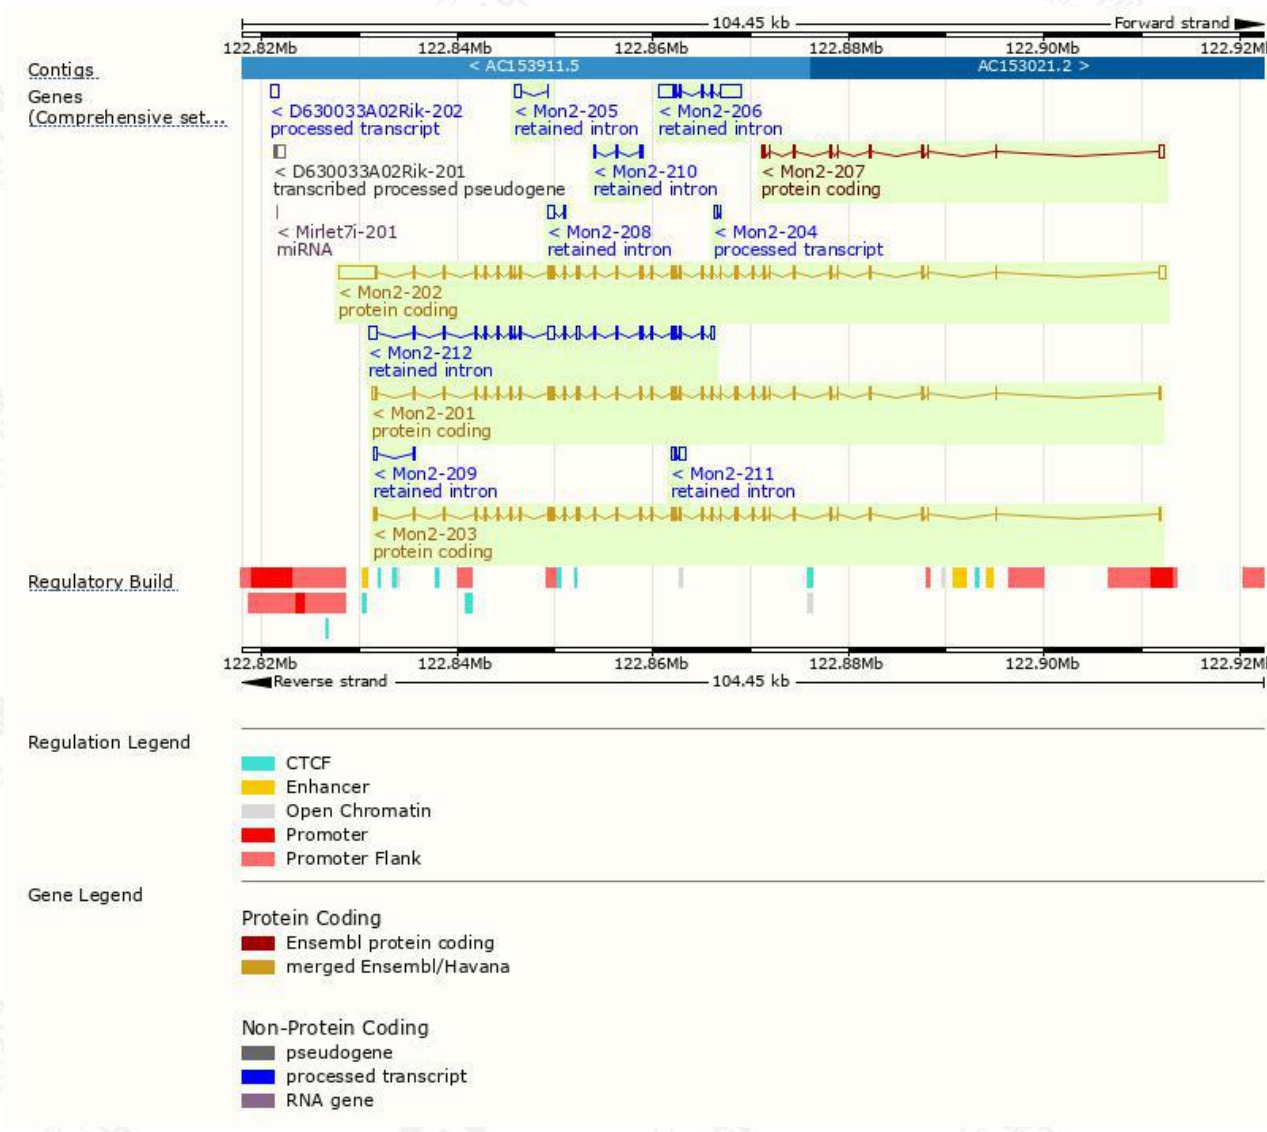 104.45 kb Forward strand
122.82Mb 122.84Mb 122.86Mb 122.88Mb 122.90Mb 122.92M
Contigs < AC153911.5 AC153021.2 >
Genes
(Comprehensive set...
< D630033A02Rik-202 < Mon2-205 < Mon2-206
processed transcript retained intron retained intron
< D630033A02Rik-201 < Mon2-210 < Mon2-207
transcribed processed pseudogene retained intron protein coding
< Mirlet7i-201 < Mon2-208 < Mon2-204
miRNA retained intron processed transcript
< Mon2-202
protein coding
< Mon2-212
retained intron
< Mon2-201
protein coding
< Mon2-209 < Mon2-211
retained intron retained intron
< Mon2-203
protein coding
Regulatory Build
122.82Mb 122.84Mb 122.86Mb 122.88Mb 122.90Mb 122.92M
Reverse strand 104.45 kb
Regulation Legend
CTCF
Enhancer
Open Chromatin
Promoter
Promoter Flank
Gene Legend
Protein Coding
Ensembl protein coding
merged Ensembl/Havana
Non-Protein Coding
pseudogene
processed transcript
RNA gene